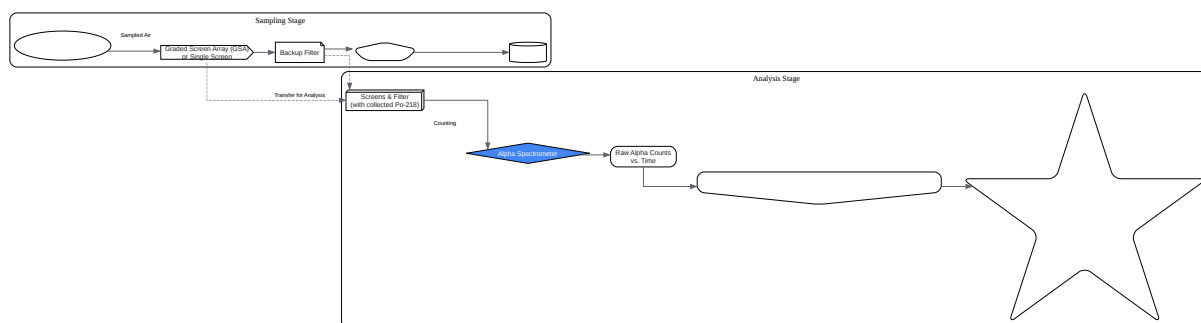 Sampling Stage
Sampled Air
Graded Screen Array (GSA)
or Single Screen
Backup Filter
Analysis Stage
Transfer for Analysis
Screens & Filter
(with collected Po-218)
Counting
Alpha Spectrometer
Raw Alpha Counts
vs. Time